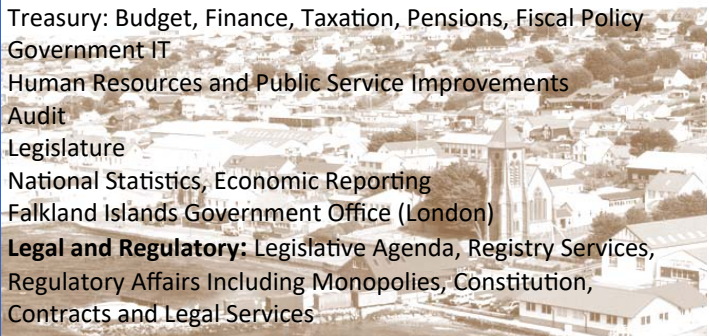 Treasury: Budget, Finance, Taxation, Pensions, Fiscal Policy
Government IT
Human Resources and Public Service Improvements
Audit
Legislature
National Statistics, Economic Reporting
Falkland Islands Government Office (London)
Legal and Regulatory: Legislative Agenda, Registry Services,
Regulatory Affairs Including Monopolies, Constitution,
Contracts and Legal Services